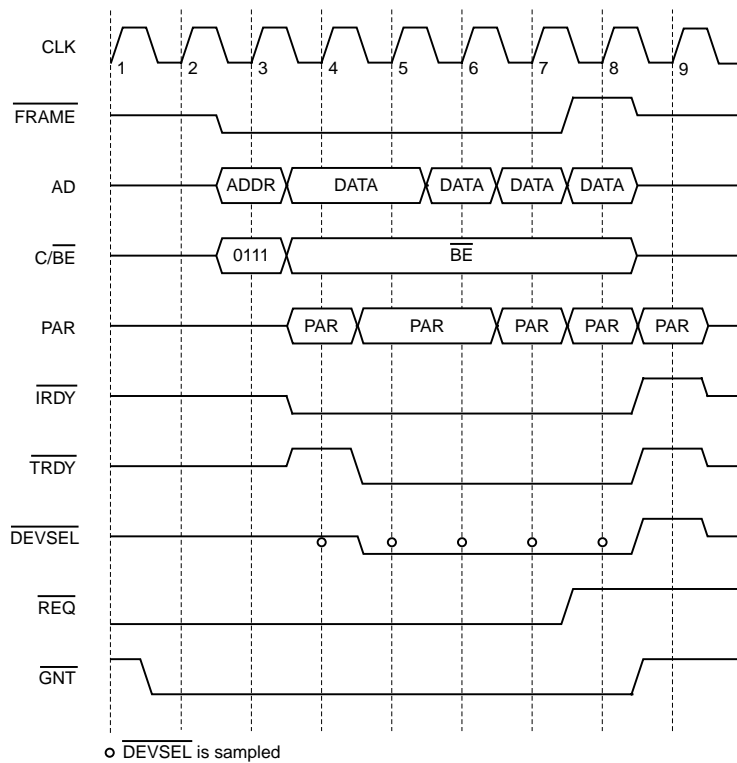 CLK
1 2 3 4 5 6 7 8 9
FRAME
AD ADDR DATA DATA DATA DATA
C/BE 0111 BE
PAR PAR PAR PAR PAR PAR
IRDY
TRDY
DEVSEL
REQ
GNT
DEVSEL is sampled